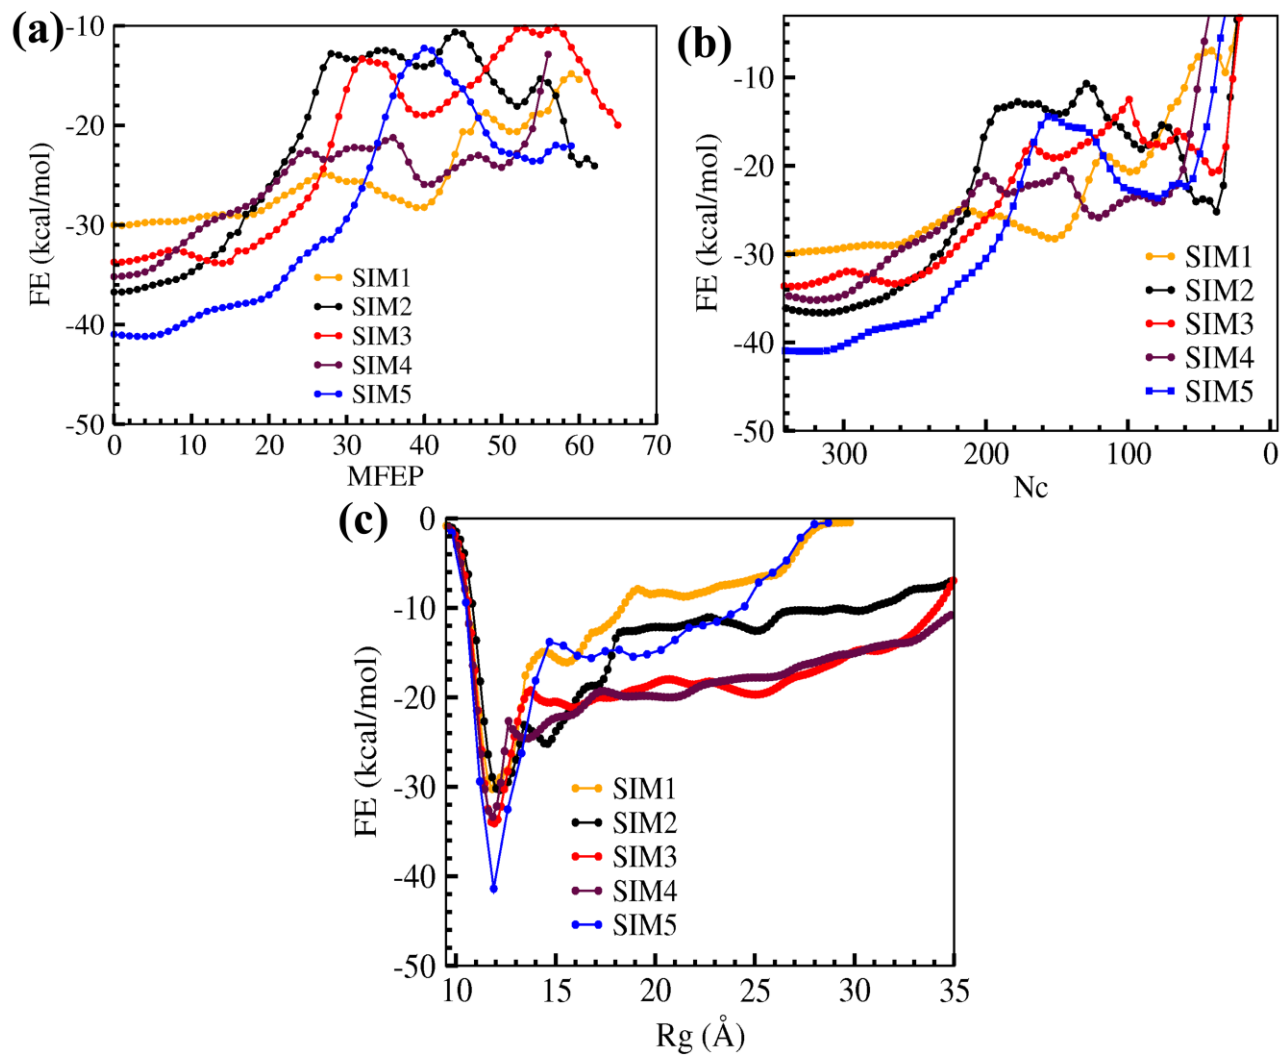 (a)
-10
-20
-30
-40
-50
FE (kcal/mol)
0 10 20 30 40 50 60 70
MFEP
SIM1
SIM2
SIM3
SIM4
SIM5
(b)
-10
-20
-30
-40
-50
FE (kcal/mol)
300 200 100 0
Nc
SIM1
SIM2
SIM3
SIM4
SIM5
(c)
0
-10
-20
-30
-40
-50
FE (kcal/mol)
10 15 20 25 30 35
Rg (Å)
SIM1
SIM2
SIM3
SIM4
SIM5